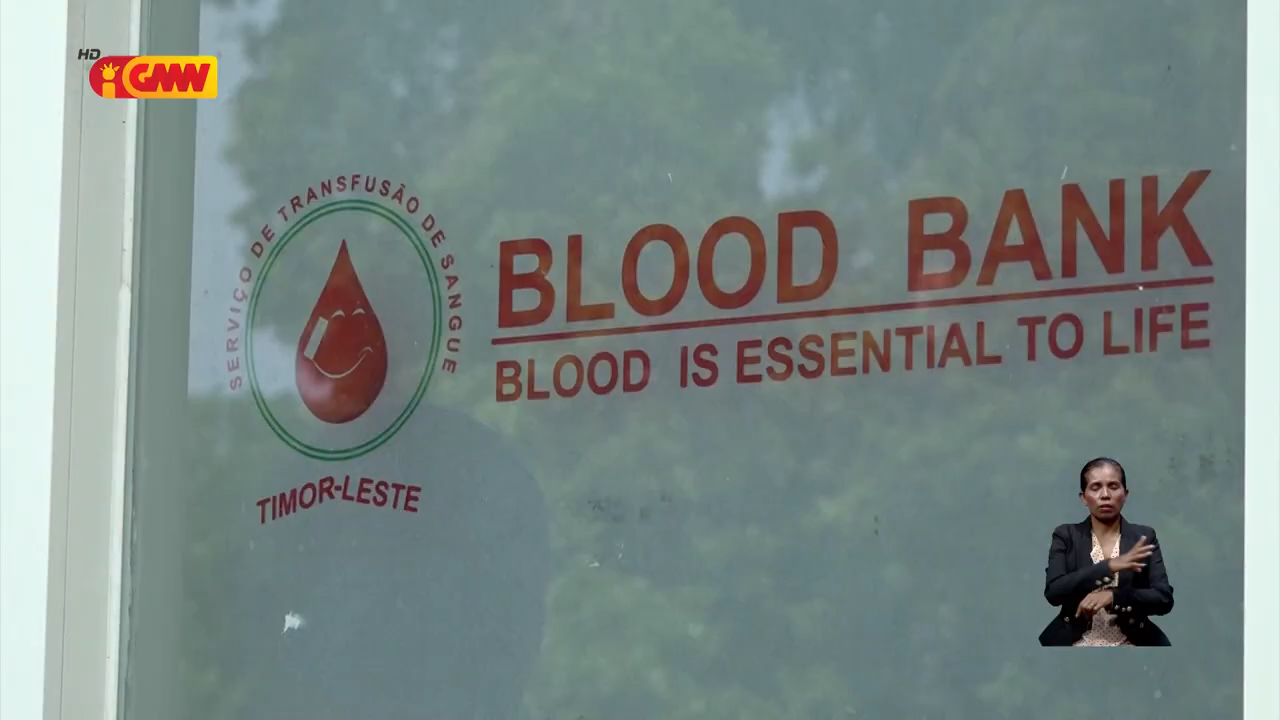 HD
GMN
SERVIÇO DE TRANSFUSÃO DE SANGUE
TIMOR-LESTE
BLOOD BANK
BLOOD IS ESSENTIAL TO LIFE